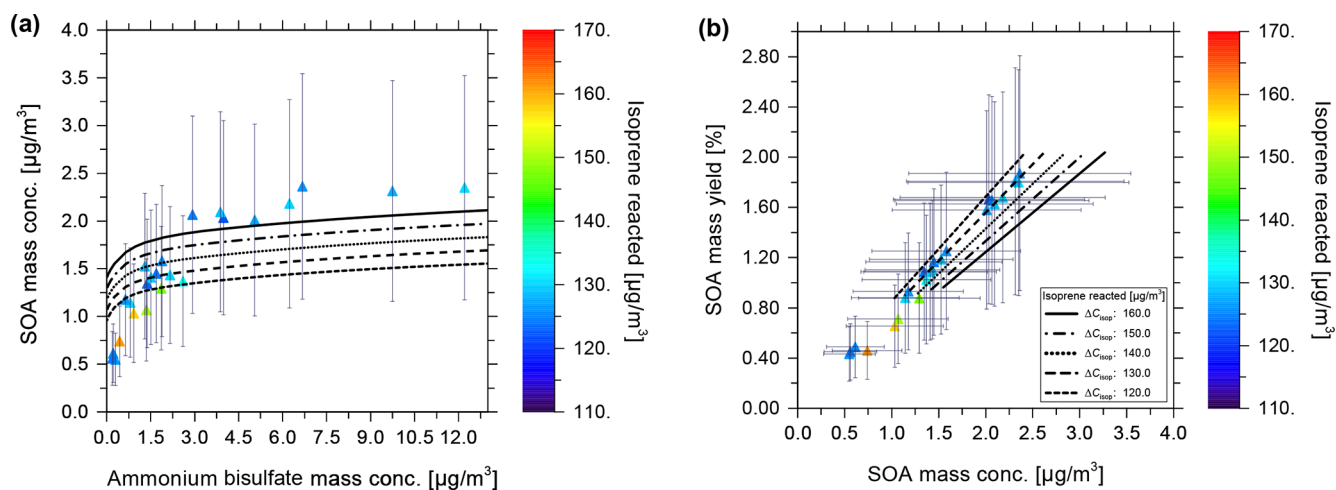 (a)
4.0
3.5
3.0
2.5
2.0
1.5
1.0
0.5
0.0
SOA mass conc. [µg/m³]
0.0 1.5 3.0 4.5 6.0 7.5 9.0 10.5 12.0
Ammonium bisulfate mass conc. [µg/m³]
170.
160.
150.
140.
130.
120.
110.
Isoprene reacted [µg/m³]
(b)
2.80
2.40
2.00
1.60
1.20
0.80
0.40
0.00
SOA mass yield [%]
0.0 0.5 1.0 1.5 2.0 2.5 3.0 3.5 4.0
SOA mass conc. [µg/m³]
Isoprene reacted [µg/m³]
ΔCisop: 160.0
ΔCisop: 150.0
ΔCisop: 140.0
ΔCisop: 130.0
ΔCisop: 120.0
170.
160.
150.
140.
130.
120.
110.
Isoprene reacted [µg/m³]